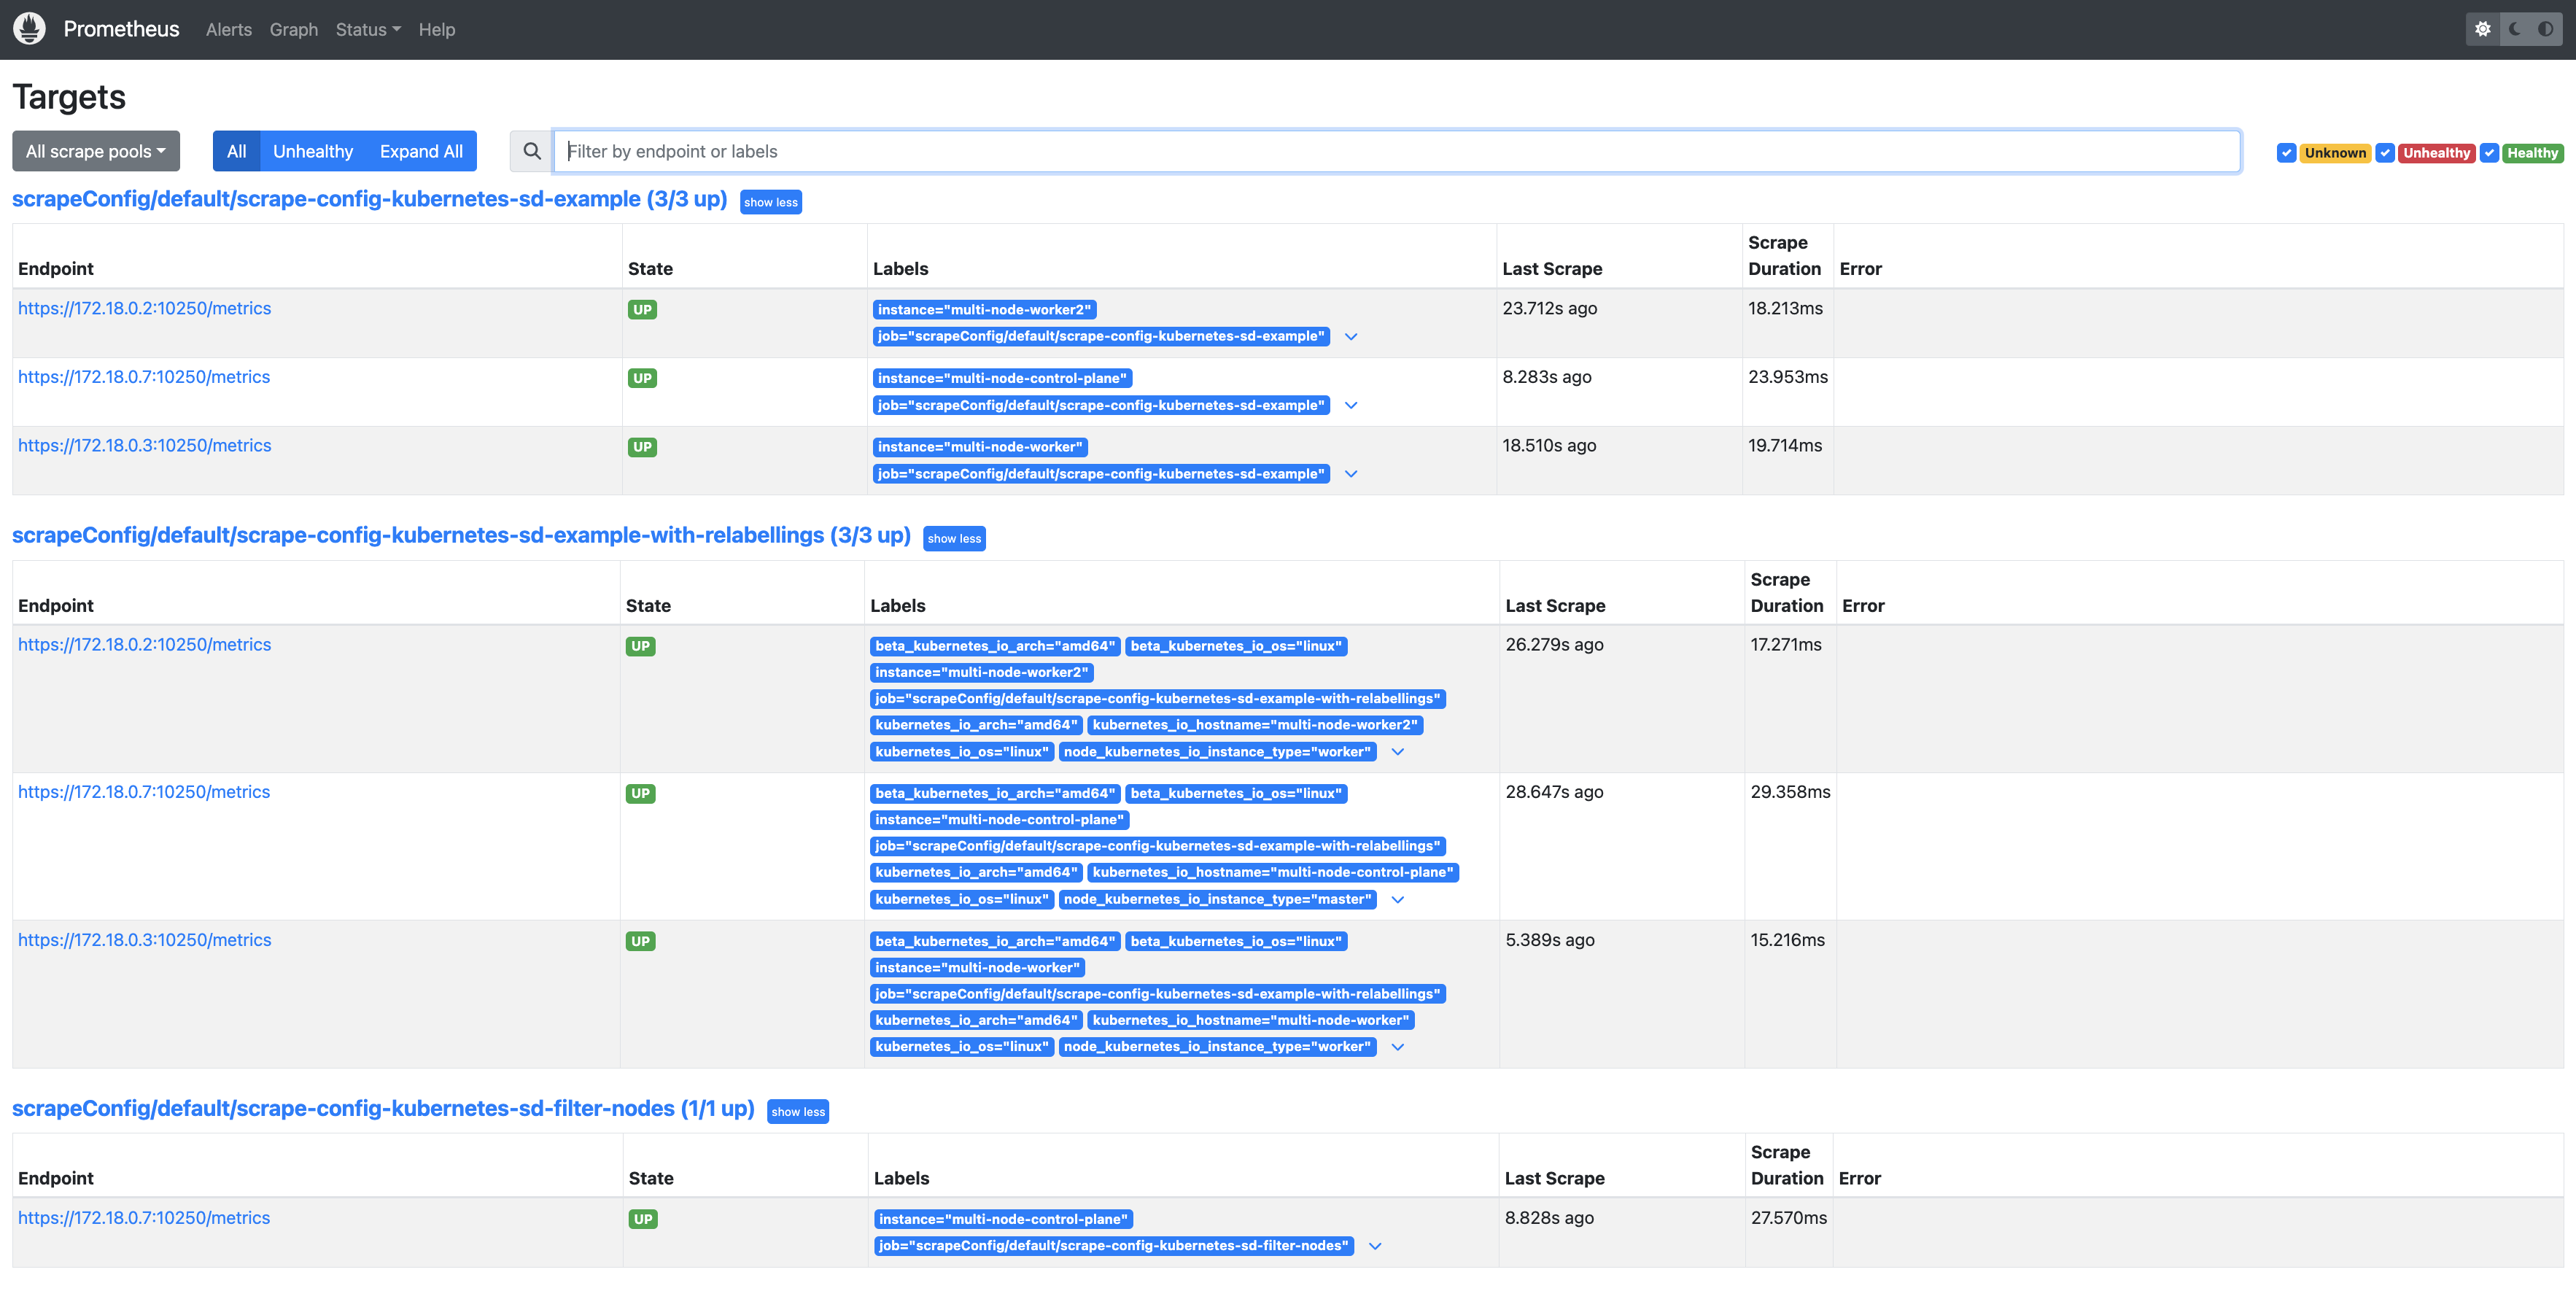 Prometheus Alerts Graph Status Help
Targets
All scrape pools All Unhealthy Expand All Filter by endpoint or labels Unknown Unhealthy Healthy
scrapeConfig/default/scrape-config-kubernetes-sd-example (3/3 up) show less
Endpoint State Labels Last Scrape Scrape Duration Error
https://172.18.0.2:10250/metrics UP instance="multi-node-worker2" 23.712s ago 18.213ms
job="scrapeConfig/default/scrape-config-kubernetes-sd-example"
https://172.18.0.7:10250/metrics UP instance="multi-node-control-plane" 8.283s ago 23.953ms
job="scrapeConfig/default/scrape-config-kubernetes-sd-example"
https://172.18.0.3:10250/metrics UP instance="multi-node-worker" 18.510s ago 19.714ms
job="scrapeConfig/default/scrape-config-kubernetes-sd-example"
scrapeConfig/default/scrape-config-kubernetes-sd-example-with-relabellings (3/3 up) show less
Endpoint State Labels Last Scrape Scrape Duration Error
https://172.18.0.2:10250/metrics UP beta_kubernetes_io_arch="amd64" beta_kubernetes_io_os="linux" 26.279s ago 17.271ms
instance="multi-node-worker2"
job="scrapeConfig/default/scrape-config-kubernetes-sd-example-with-relabellings"
kubernetes_io_arch="amd64" kubernetes_io_hostname="multi-node-worker2"
kubernetes_io_os="linux" node_kubernetes_io_instance_type="worker"
https://172.18.0.7:10250/metrics UP beta_kubernetes_io_arch="amd64" beta_kubernetes_io_os="linux" 28.647s ago 29.358ms
instance="multi-node-control-plane"
job="scrapeConfig/default/scrape-config-kubernetes-sd-example-with-relabellings"
kubernetes_io_arch="amd64" kubernetes_io_hostname="multi-node-control-plane"
kubernetes_io_os="linux" node_kubernetes_io_instance_type="master"
https://172.18.0.3:10250/metrics UP beta_kubernetes_io_arch="amd64" beta_kubernetes_io_os="linux" 5.389s ago 15.216ms
instance="multi-node-worker"
job="scrapeConfig/default/scrape-config-kubernetes-sd-example-with-relabellings"
kubernetes_io_arch="amd64" kubernetes_io_hostname="multi-node-worker"
kubernetes_io_os="linux" node_kubernetes_io_instance_type="worker"
scrapeConfig/default/scrape-config-kubernetes-sd-filter-nodes (1/1 up) show less
Endpoint State Labels Last Scrape Scrape Duration Error
https://172.18.0.7:10250/metrics UP instance="multi-node-control-plane" 8.828s ago 27.570ms
job="scrapeConfig/default/scrape-config-kubernetes-sd-filter-nodes"